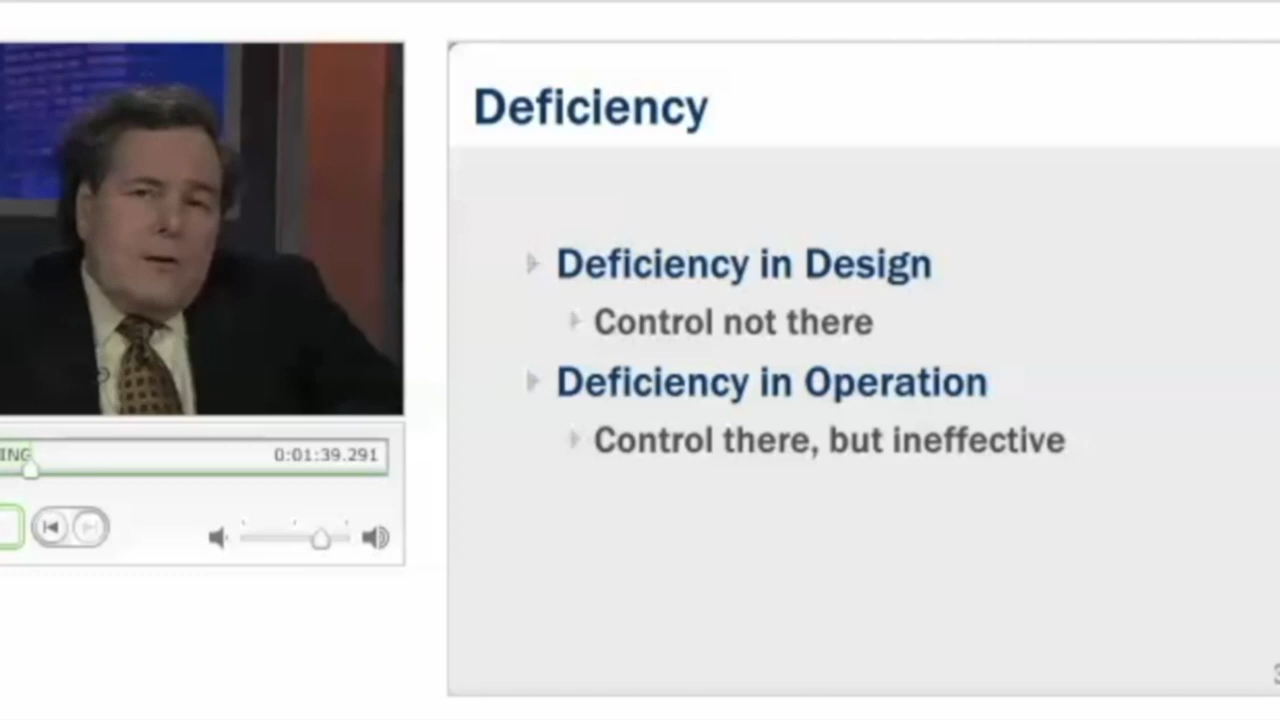 Deficiency
Deficiency in Design
Control not there
Deficiency in Operation
Control there, but ineffective
ING
0:01:39.291